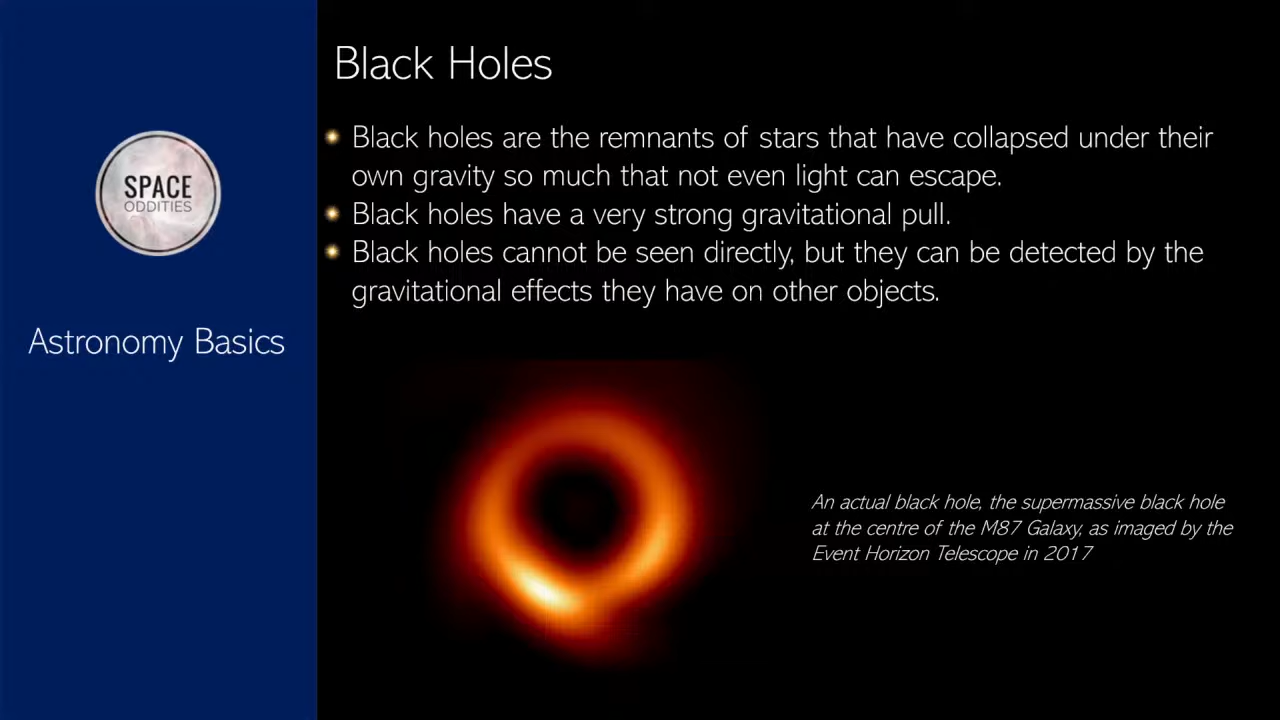 SPACE
ODDITIES
Astronomy Basics
Black Holes
Black holes are the remnants of stars that have collapsed under their
own gravity so much that not even light can escape.
Black holes have a very strong gravitational pull.
Black holes cannot be seen directly, but they can be detected by the
gravitational effects they have on other objects.
An actual black hole, the supermassive black hole
at the centre of the M87 Galaxy, as imaged by the
Event Horizon Telescope in 2017